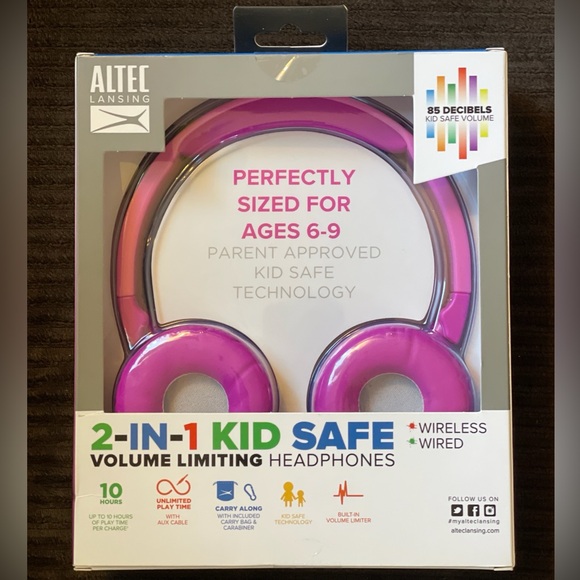 ALTEC
LANSING
85 DECIBELS
KID SAFE VOLUME
PERFECTLY
SIZED FOR
AGES 6-9
PARENT APPROVED
KID SAFE
TECHNOLOGY
2-IN-1 KID SAFE
VOLUME LIMITING HEADPHONES
WIRELESS
WIRED
10
HOURS
UP TO 10 HOURS
OF PLAY TIME
PER CHARGE
UNLIMITED
PLAY TIME
WITH
AUX CABLE
CARRY ALONG
WITH INCLUDED
CARRY BAG &
CARABINER
KID SAFE
TECHNOLOGY
BUILT-IN
VOLUME LIMITER
FOLLOW US ON
#myalteclansing
alteclansing.com